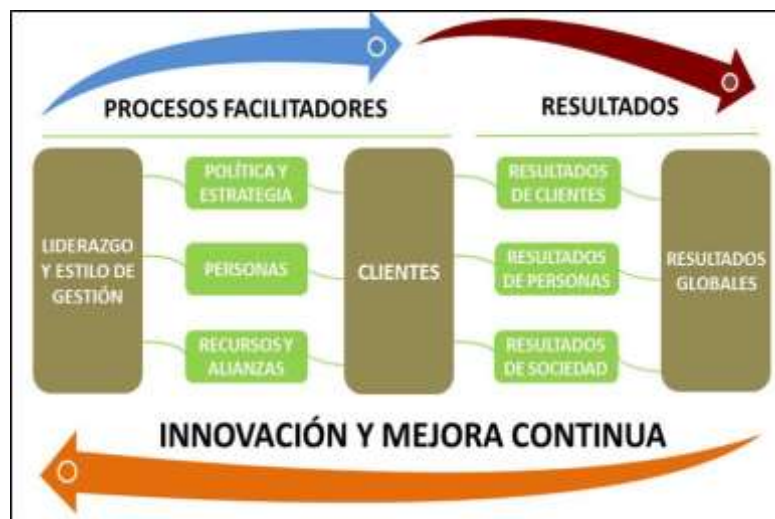 PROCESOS FACILITADORES
RESULTADOS
LIDERAZGO
Y ESTILO DE
GESTIÓN
POLÍTICA Y
ESTRATEGIA
PERSONAS
RECURSOS Y
ALIANZAS
CLIENTES
RESULTADOS
DE CLIENTES
RESULTADOS
DE PERSONAS
RESULTADOS
DE SOCIEDAD
RESULTADOS
GLOBALES
INNOVACIÓN Y MEJORA CONTINUA